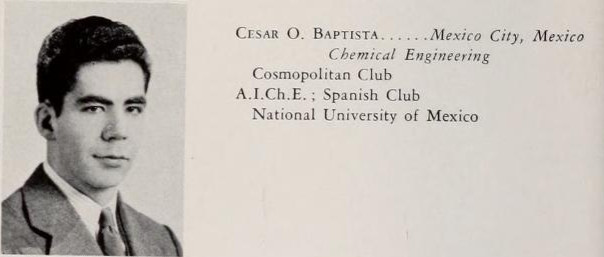 CESAR O. BAPTISTA......Mexico City, Mexico
Chemical Engineering
Cosmopolitan Club
A.I.Ch.E.; Spanish Club
National University of Mexico